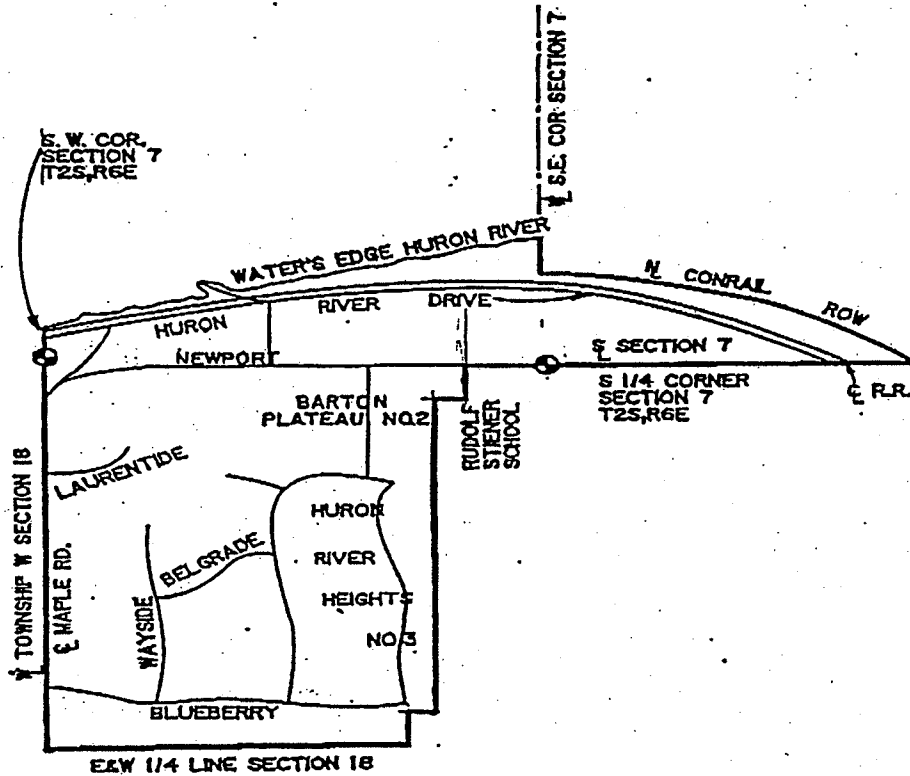 S.E. COR SECTION 7
S. W. COR.
SECTION 7
T2S,R6E
WATER'S EDGE HURON RIVER
CONRAIL
ROW
HURON
RIVER
DRIVE
NEWPORT
SECTION 7
S 1/4 CORNER
SECTION 7
T2S,R6E
℄ R.R.
BARTON
PLATEAU NO.2
RUDOLF
STIENER
SCHOOL
LAURENTIDE
TOWNSHIP W SECTION 18
℄ MAPLE RD.
HURON
RIVER
HEIGHTS
NO.3
BELGRADE
WAYSIDE
BLUEBERRY
E&W 1/4 LINE SECTION 18